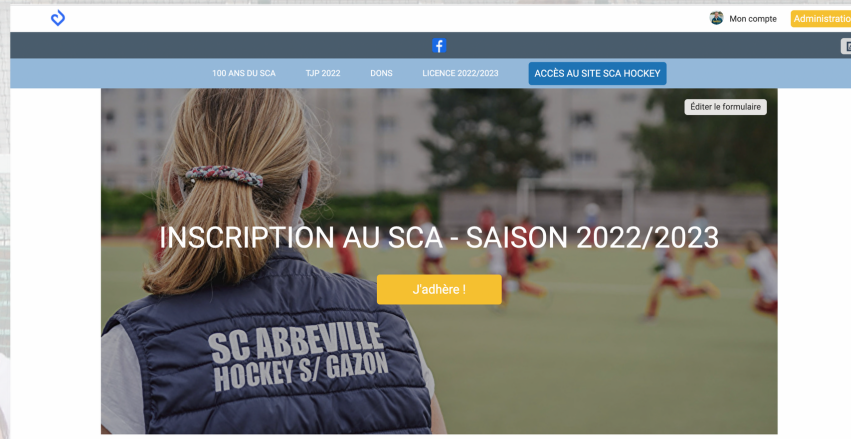 Mon compte
Administratio
100 ANS DU SCA
TJP 2022
DONS
LICENCE 2022/2023
ACCÈS AU SITE SCA HOCKEY
Éditer le formulaire
INSCRIPTION AU SCA - SAISON 2022/2023
J'adhère !
SC ABBEVILLE
HOCKEY S/ GAZON